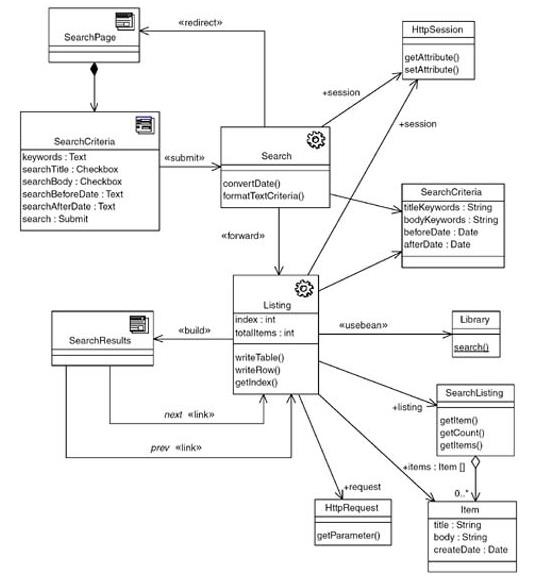 SearchPage
«redirect»
HttpSession
getAttribute()
setAttribute()
+session
+session
SearchCriteria
keywords : Text
searchTitle : Checkbox
searchBody : Checkbox
searchBeforeDate : Text
searchAfterDate : Text
search : Submit
«submit»
Search
convertDate()
formatTextCriteria()
SearchCriteria
titleKeywords : String
bodyKeywords : String
beforeDate : Date
afterDate : Date
«forward»
Listing
index : int
totalItems : int
writeTable()
writeRow()
getIndex()
«build»
SearchResults
«usebean»
Library
search()
next «link»
prev «link»
+listing
SearchListing
getItem()
getCount()
getItems()
+items : Item []
0..*
+request
HttpRequest
getParameter()
Item
title : String
body : String
createDate : Date